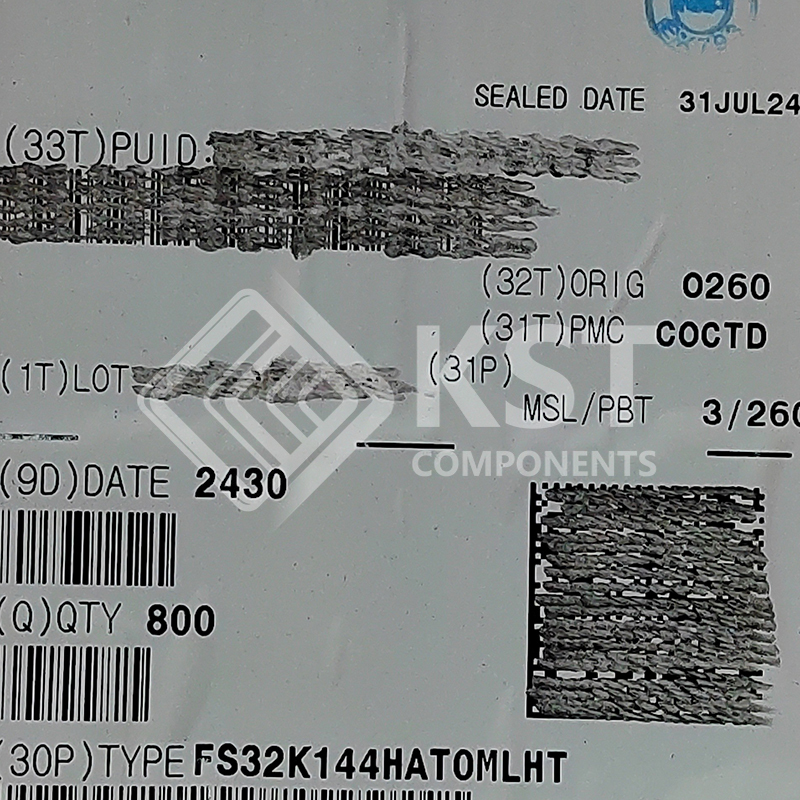 SEALED DATE 31JUL24
(33T)PUID:
(32T)ORIG 0260
(31T)PMC COCTD
(1T)LOT
(31P)
MSL/PBT 3/260
KST
COMPONENTS
(9D)DATE 2430
(Q)QTY 800
(30P)TYPE FS32K144HAT0MLHT